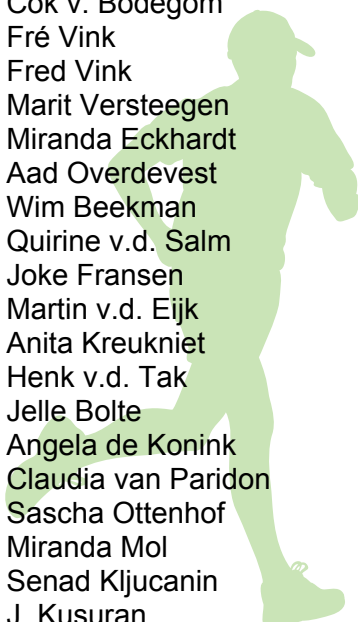 Cok v. Bodegom
Fré Vink
Fred Vink
Marit Versteegen
Miranda Eckhardt
Aad Overdevest
Wim Beekman
Quirine v.d. Salm
Joke Fransen
Martin v.d. Eijk
Anita Kreukniet
Henk v.d. Tak
Jelle Bolte
Angela de Konink
Claudia van Paridon
Sascha Ottenhof
Miranda Mol
Senad Kljucanin
J. Kusuran